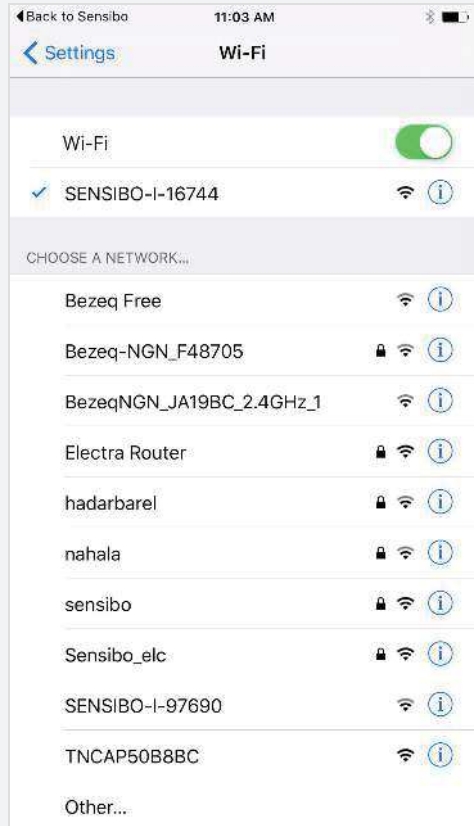 Back to Sensibo 11:03 AM
Settings Wi-Fi
Wi-Fi
SENSIBO-I-16744
CHOOSE A NETWORK...
Bezeq Free
Bezeq-NGN_F48705
BezeqNGN_JA19BC_2.4GHz_1
Electra Router
hadarbarel
nahala
sensibo
Sensibo_elc
SENSIBO-I-97690
TNCAP50B8BC
Other...